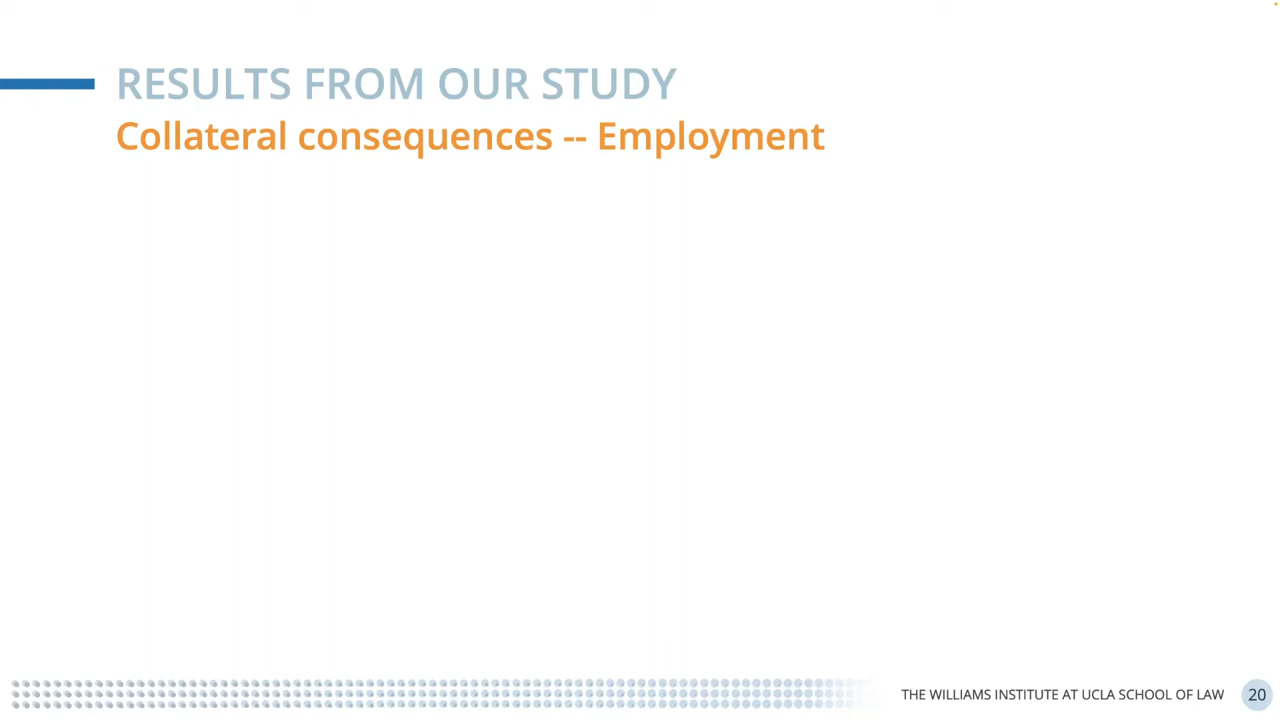 RESULTS FROM OUR STUDY
Collateral consequences -- Employment
THE WILLIAMS INSTITUTE AT UCLA SCHOOL OF LAW 20